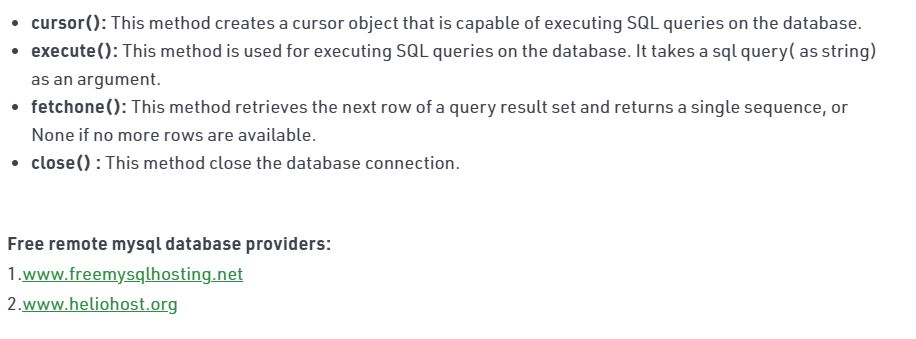 • cursor(): This method creates a cursor object that is capable of executing SQL queries on the database.
• execute(): This method is used for executing SQL queries on the database. It takes a sql query( as string)
as an argument.
• fetchone(): This method retrieves the next row of a query result set and returns a single sequence, or
None if no more rows are available.
• close() : This method close the database connection.
Free remote mysql database providers:
1.www.freemysqlhosting.net
2.www.heliohost.org